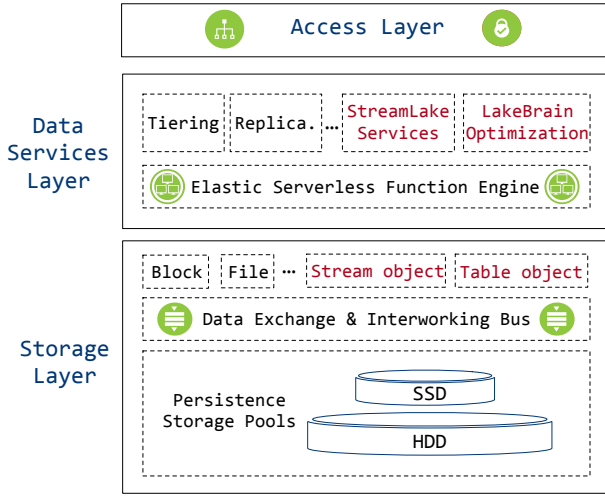 Access Layer
Data
Services
Layer
Tiering
Replica.
...
StreamLake
Services
LakeBrain
Optimization
Elastic Serverless Function Engine
Storage
Layer
Block
File
...
Stream object
Table object
Data Exchange & Interworking Bus
Persistence
Storage Pools
SSD
HDD